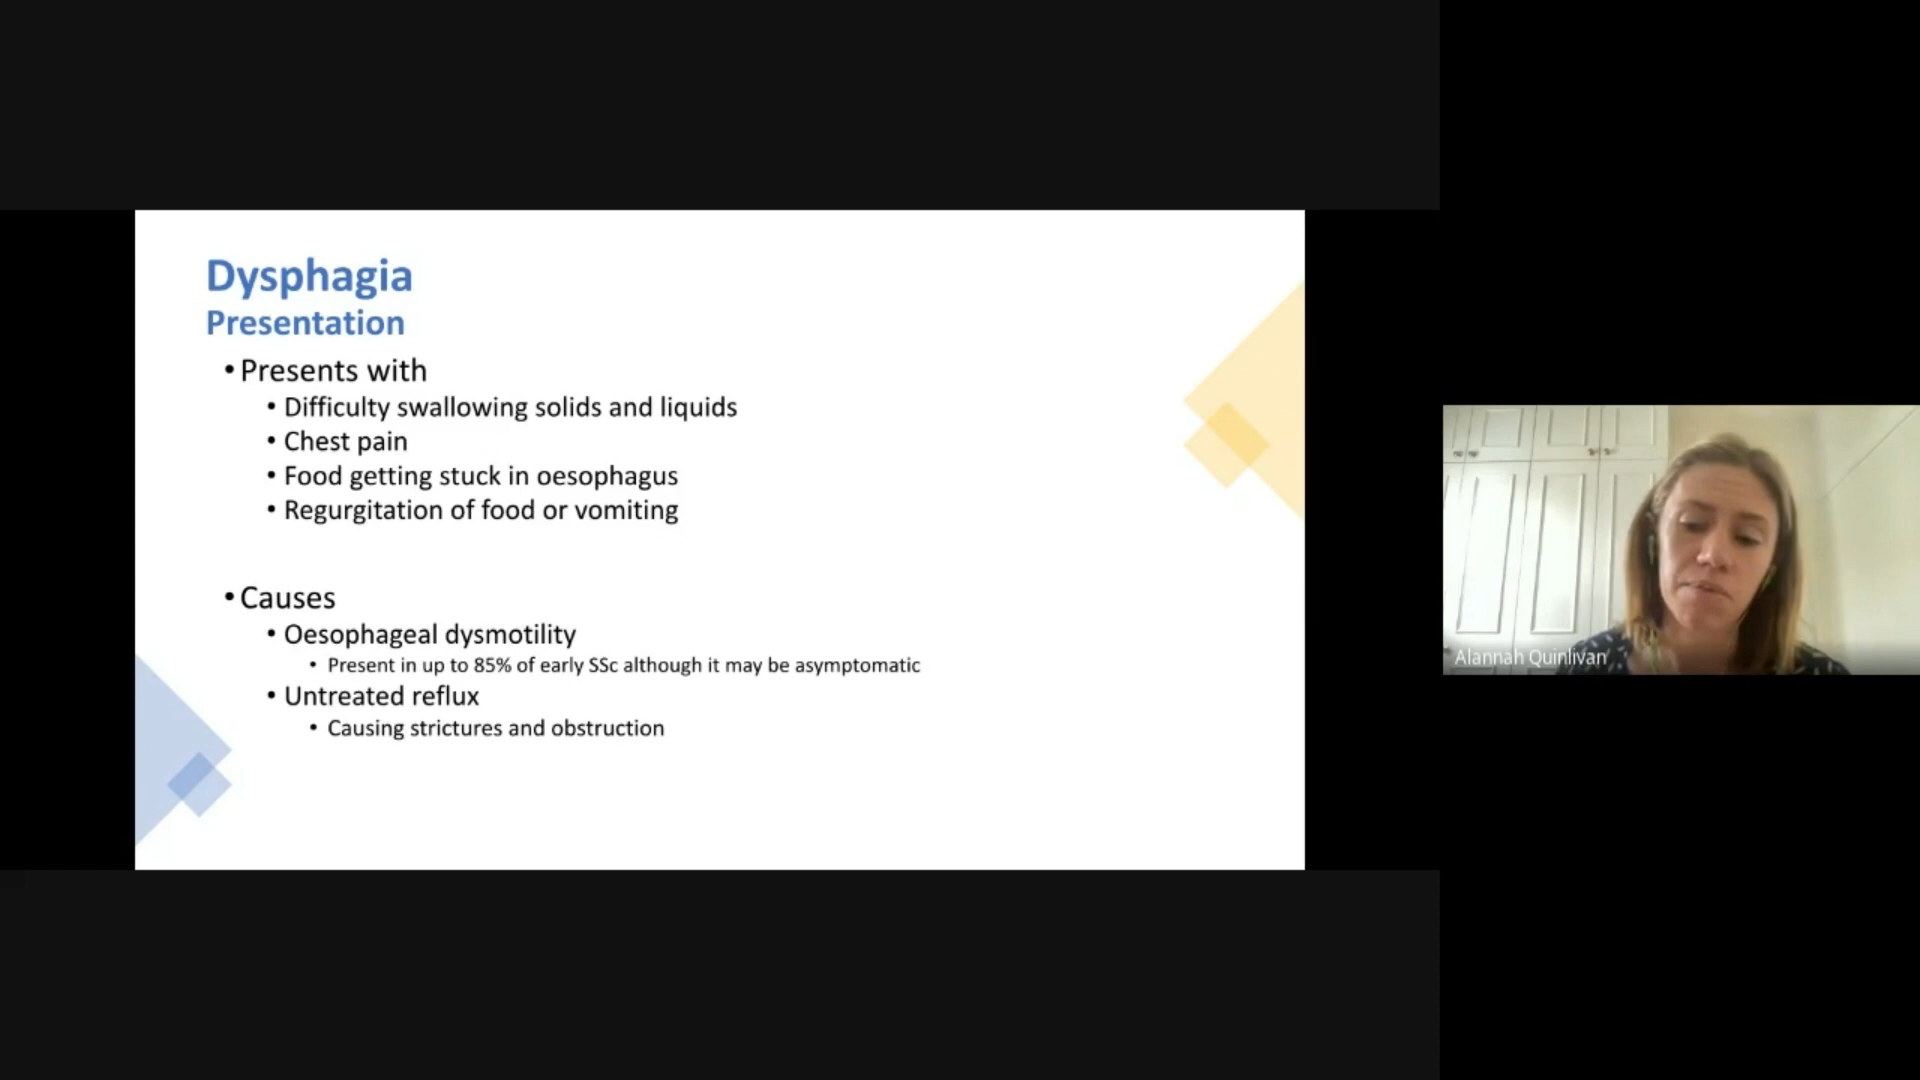 Dysphagia
Presentation
• Presents with
• Difficulty swallowing solids and liquids
• Chest pain
• Food getting stuck in oesophagus
• Regurgitation of food or vomiting
• Causes
• Oesophageal dysmotility
• Present in up to 85% of early SSc although it may be asymptomatic
• Untreated reflux
• Causing strictures and obstruction
Alannah Quinlivan